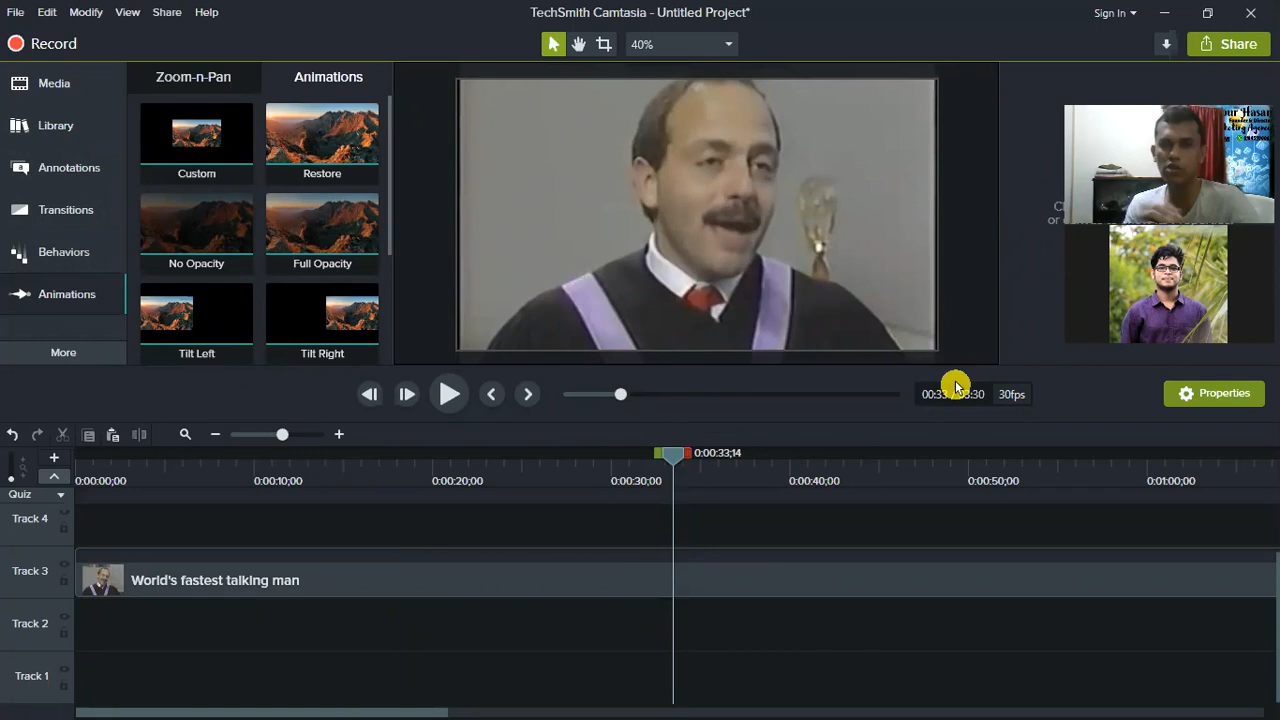 File Edit Modify View Share Help
TechSmith Camtasia - Untitled Project*
Sign In
Record
40%
Share
Media
Library
Annotations
Transitions
Behaviors
Animations
More
Zoom-n-Pan
Animations
Custom
Restore
No Opacity
Full Opacity
Tilt Left
Tilt Right
our Hasan
or
30fps
Properties
0:00:33;14
0:00:00;00
0:00:10;00
0:00:20;00
0:00:30;00
0:00:40;00
0:00:50;00
0:01:00;00
Quiz
Track 4
Track 3
World's fastest talking man
Track 2
Track 1